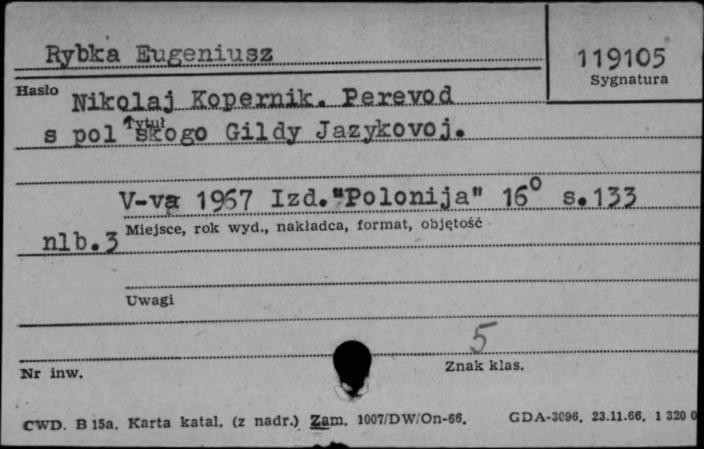 Rybka Eugeniusz
119105
Sygnatura
Hasło
Nikolaj Kopernik. Perevod
Tytuł
s pol'skogo Gildy Jazykovoj.
V-va 1967 Izd."Polonija" 16° s.133
Miejsce, rok wyd., nakładca, format, objętość
nlb.3
Uwagi
5
Nr inw.
Znak klas.
CWD. B 15a. Karta katal. (z nadr.) Zam. 1007/DW/On-66. GDA-3096. 23.11.66. 1 320 0